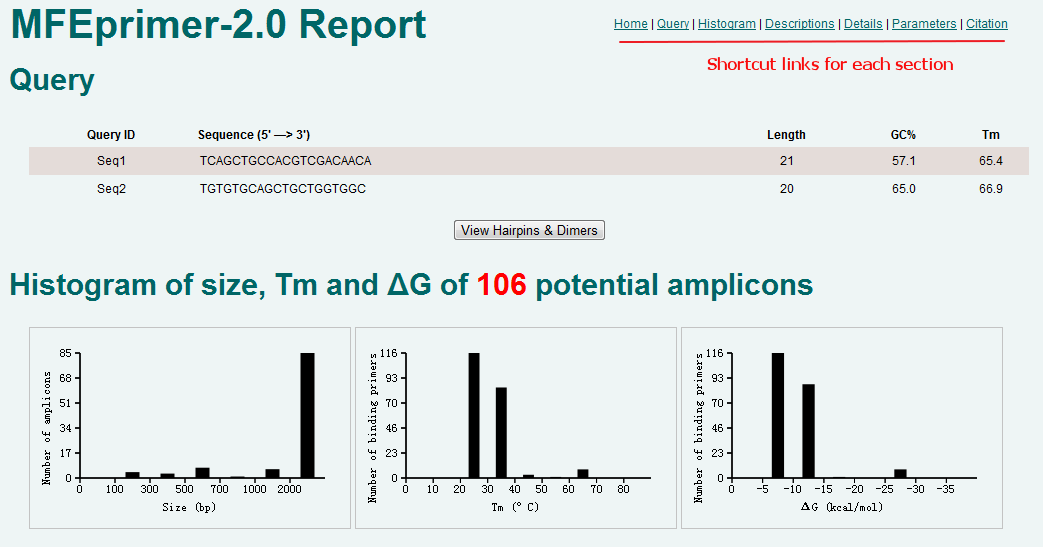 MFEprimer-2.0 Report
Home | Query | Histogram | Descriptions | Details | Parameters | Citation
Shortcut links for each section
Query
Query ID Sequence (5' —> 3') Length GC% Tm
Seq1 TCAGCTGCCACGTCGACAACA 21 57.1 65.4
Seq2 TGTGTGCAGCTGCTGGTGGC 20 65.0 66.9
View Hairpins & Dimers
Histogram of size, Tm and ΔG of 106 potential amplicons
Number of amplicons
85
68
51
34
17
0
0 100 300 500 700 1000 2000
Size (bp)
Number of binding primers
116
93
70
46
23
0
0 10 20 30 40 50 60 70 80
Tm (° C)
Number of binding primers
116
93
70
46
23
0
0 -5 -10 -15 -20 -25 -30 -35
ΔG (kcal/mol)